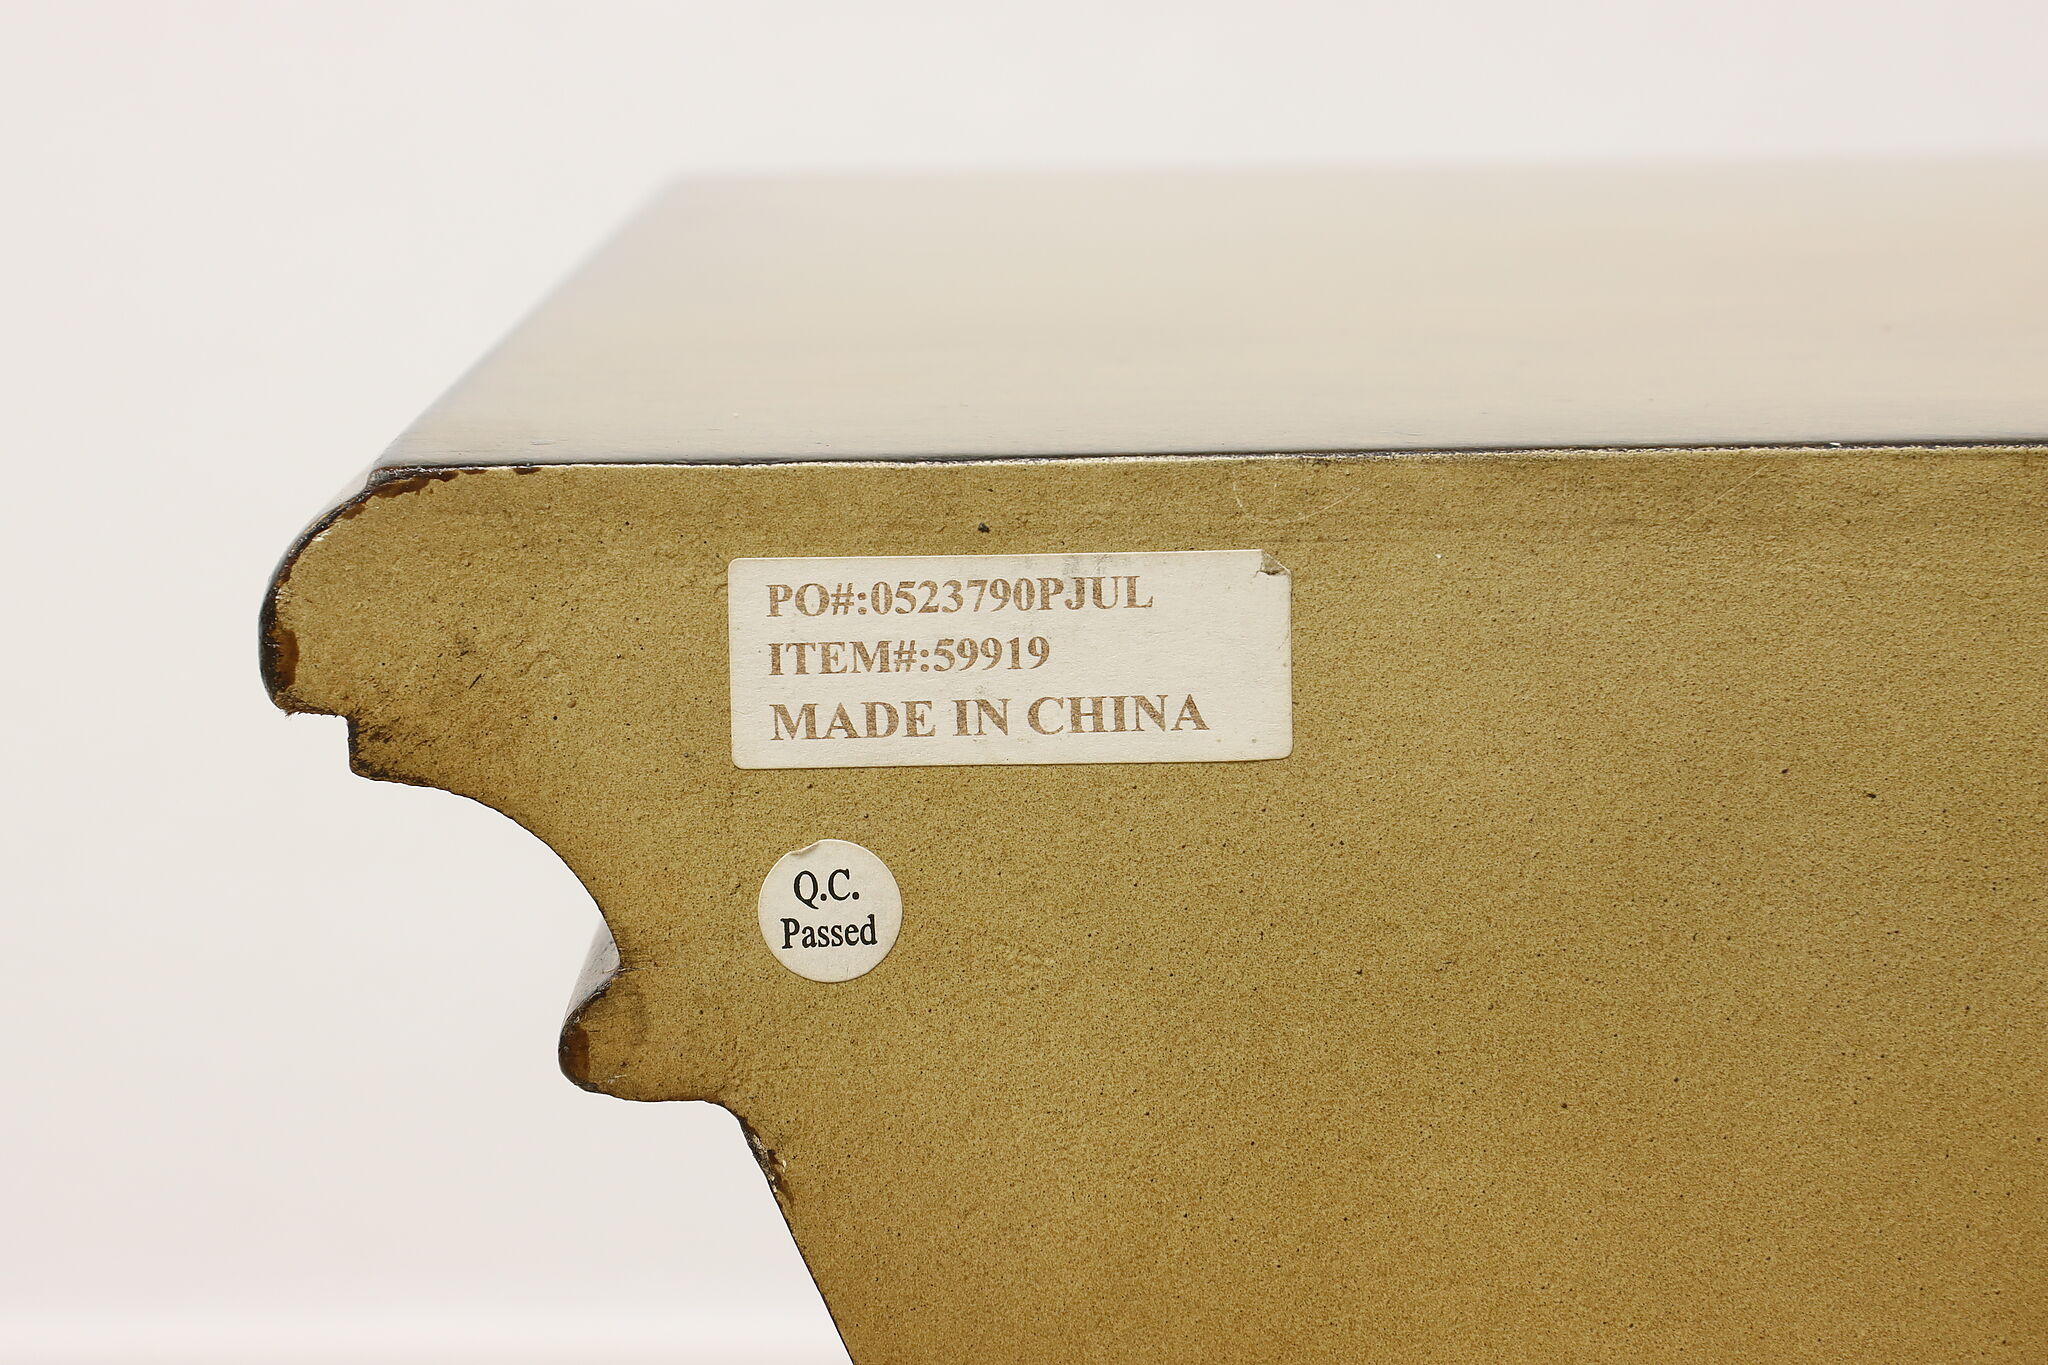 PO#:0523790PJUL
ITEM#:59919
MADE IN CHINA
Q.C.
Passed